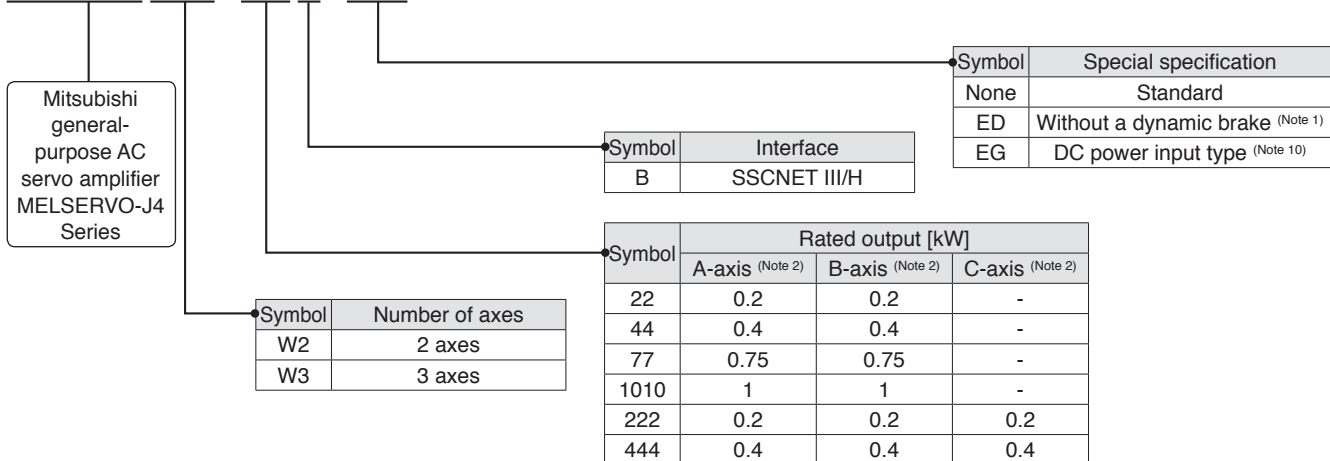 Mitsubishi
general-
purpose AC
servo amplifier
MELSERVO-J4
Series
Symbol Number of axes
W2 2 axes
W3 3 axes
Symbol Rated output [kW]
A-axis (Note 2) B-axis (Note 2) C-axis (Note 2)
22 0.2 0.2 -
44 0.4 0.4 -
77 0.75 0.75 -
1010 1 1 -
222 0.2 0.2 0.2
444 0.4 0.4 0.4
Symbol Interface
B SSCNET III/H
Symbol Special specification
None Standard
ED Without a dynamic brake (Note 1)
EG DC power input type (Note 10)